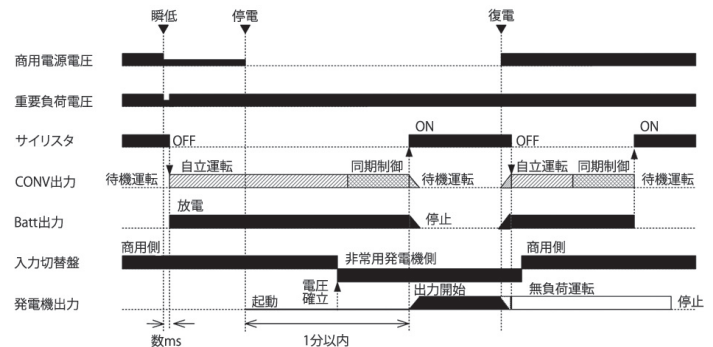 瞬低 停電 復電
商用電源電圧
重要負荷電圧
サイリスタ OFF ON OFF ON
CONV出力 待機運転 自立運転 同期制御 待機運転 自立運転 同期制御 待機運転
Batt出力 放電 停止
入力切替盤 商用側 非常用発電機側 商用側
電圧
確立
発電機出力 起動 出力開始 無負荷運転 停止
数ms 1分以内